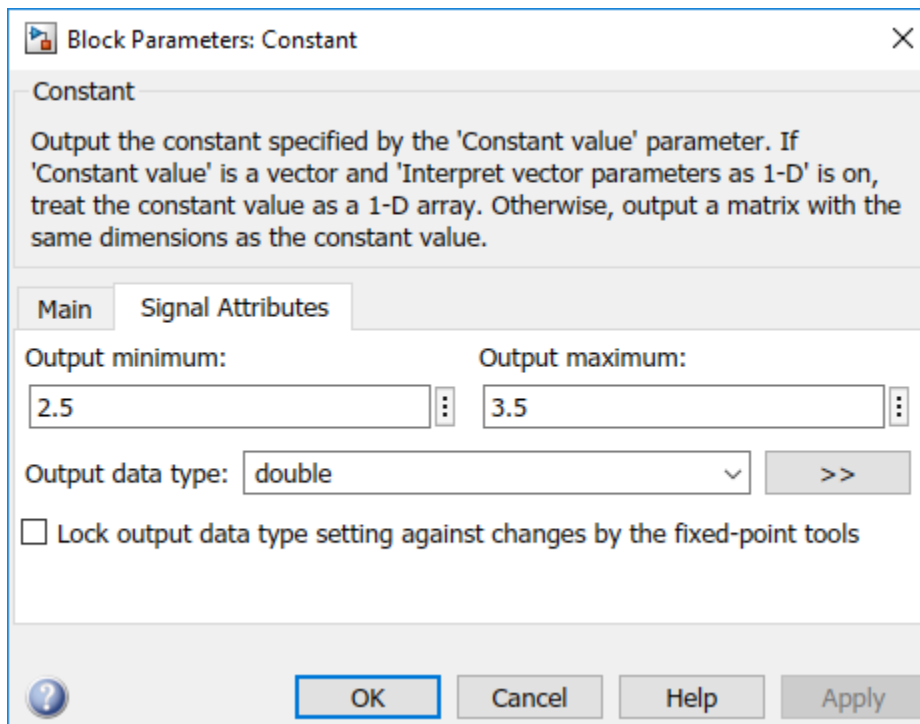 Block Parameters: Constant
Constant
Output the constant specified by the 'Constant value' parameter. If
'Constant value' is a vector and 'Interpret vector parameters as 1-D' is on,
treat the constant value as a 1-D array. Otherwise, output a matrix with the
same dimensions as the constant value.
Main Signal Attributes
Output minimum: Output maximum:
2.5 3.5
Output data type: double >>
Lock output data type setting against changes by the fixed-point tools
? OK Cancel Help Apply